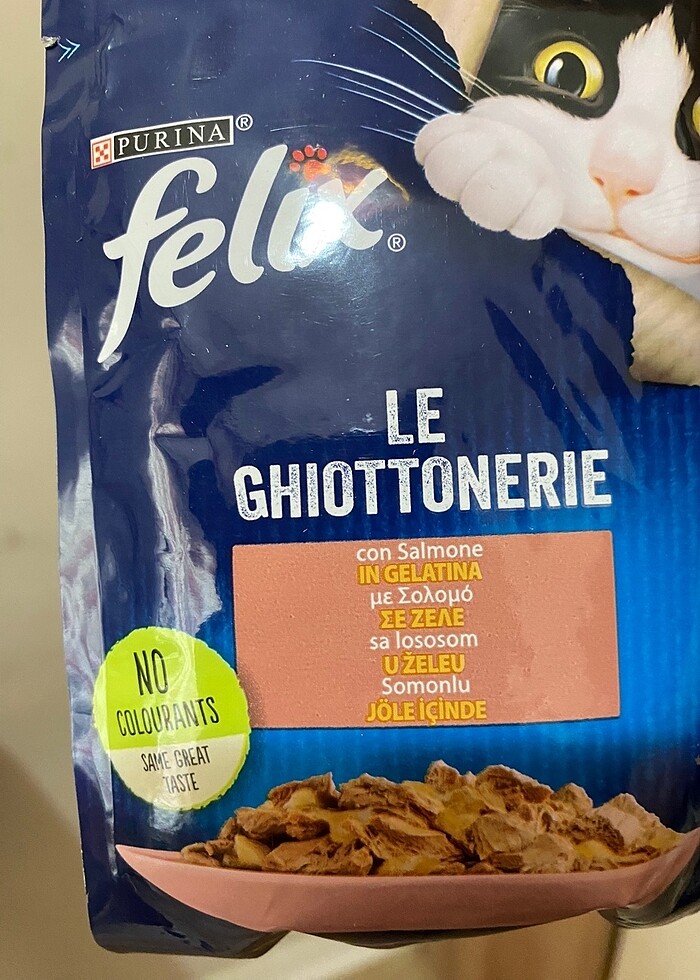 PURINA®
felix®
LE
GHIOTTONERIE
con Salmone
IN GELATINA
με Σολομό
ΣΕ ΖΕΛΕ
sa lososom
U ŽELEU
Somonlu
JÖLE İÇİNDE
NO
COLOURANTS
SAME GREAT
TASTE